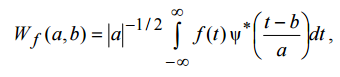 W_f(a,b) = |a|^{-1/2} ∫_{-∞}^{∞} f(t) ψ*((t-b)/a) dt,